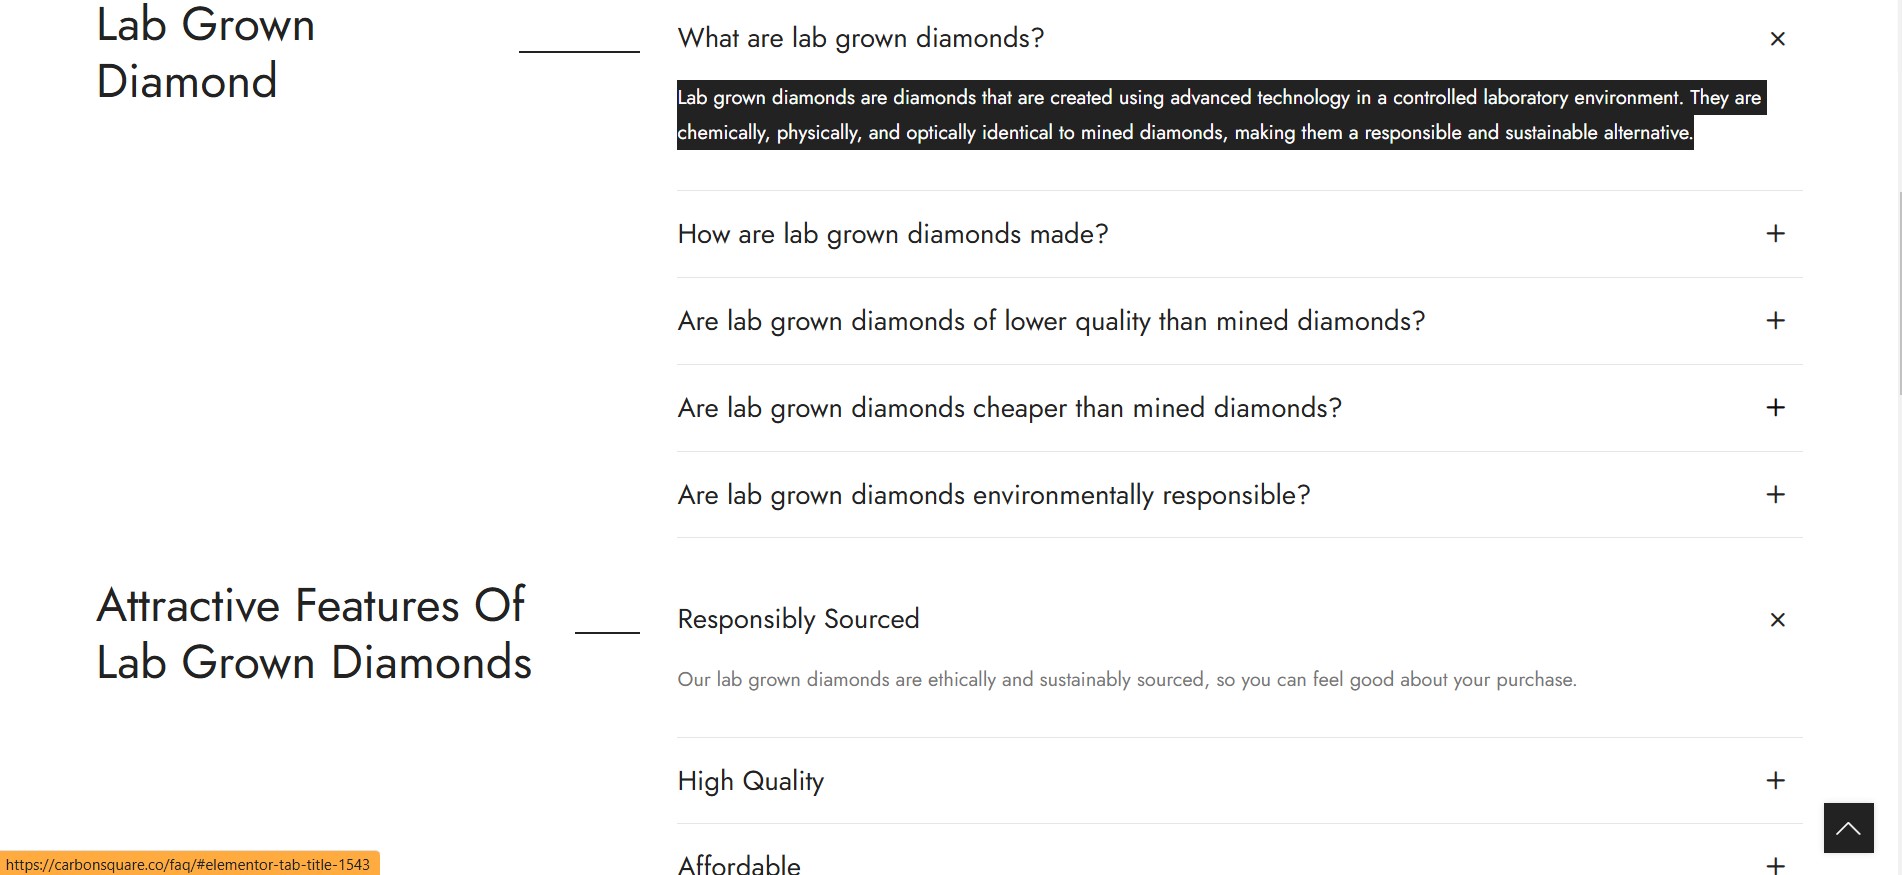 Lab Grown
Diamond
What are lab grown diamonds?
Lab grown diamonds are diamonds that are created using advanced technology in a controlled laboratory environment. They are
chemically, physically, and optically identical to mined diamonds, making them a responsible and sustainable alternative.
How are lab grown diamonds made?
Are lab grown diamonds of lower quality than mined diamonds?
Are lab grown diamonds cheaper than mined diamonds?
Are lab grown diamonds environmentally responsible?
Attractive Features Of
Lab Grown Diamonds
Responsibly Sourced
Our lab grown diamonds are ethically and sustainably sourced, so you can feel good about your purchase.
High Quality
Affordable
https://carbonsquare.co/faq/#elementor-tab-title-1543